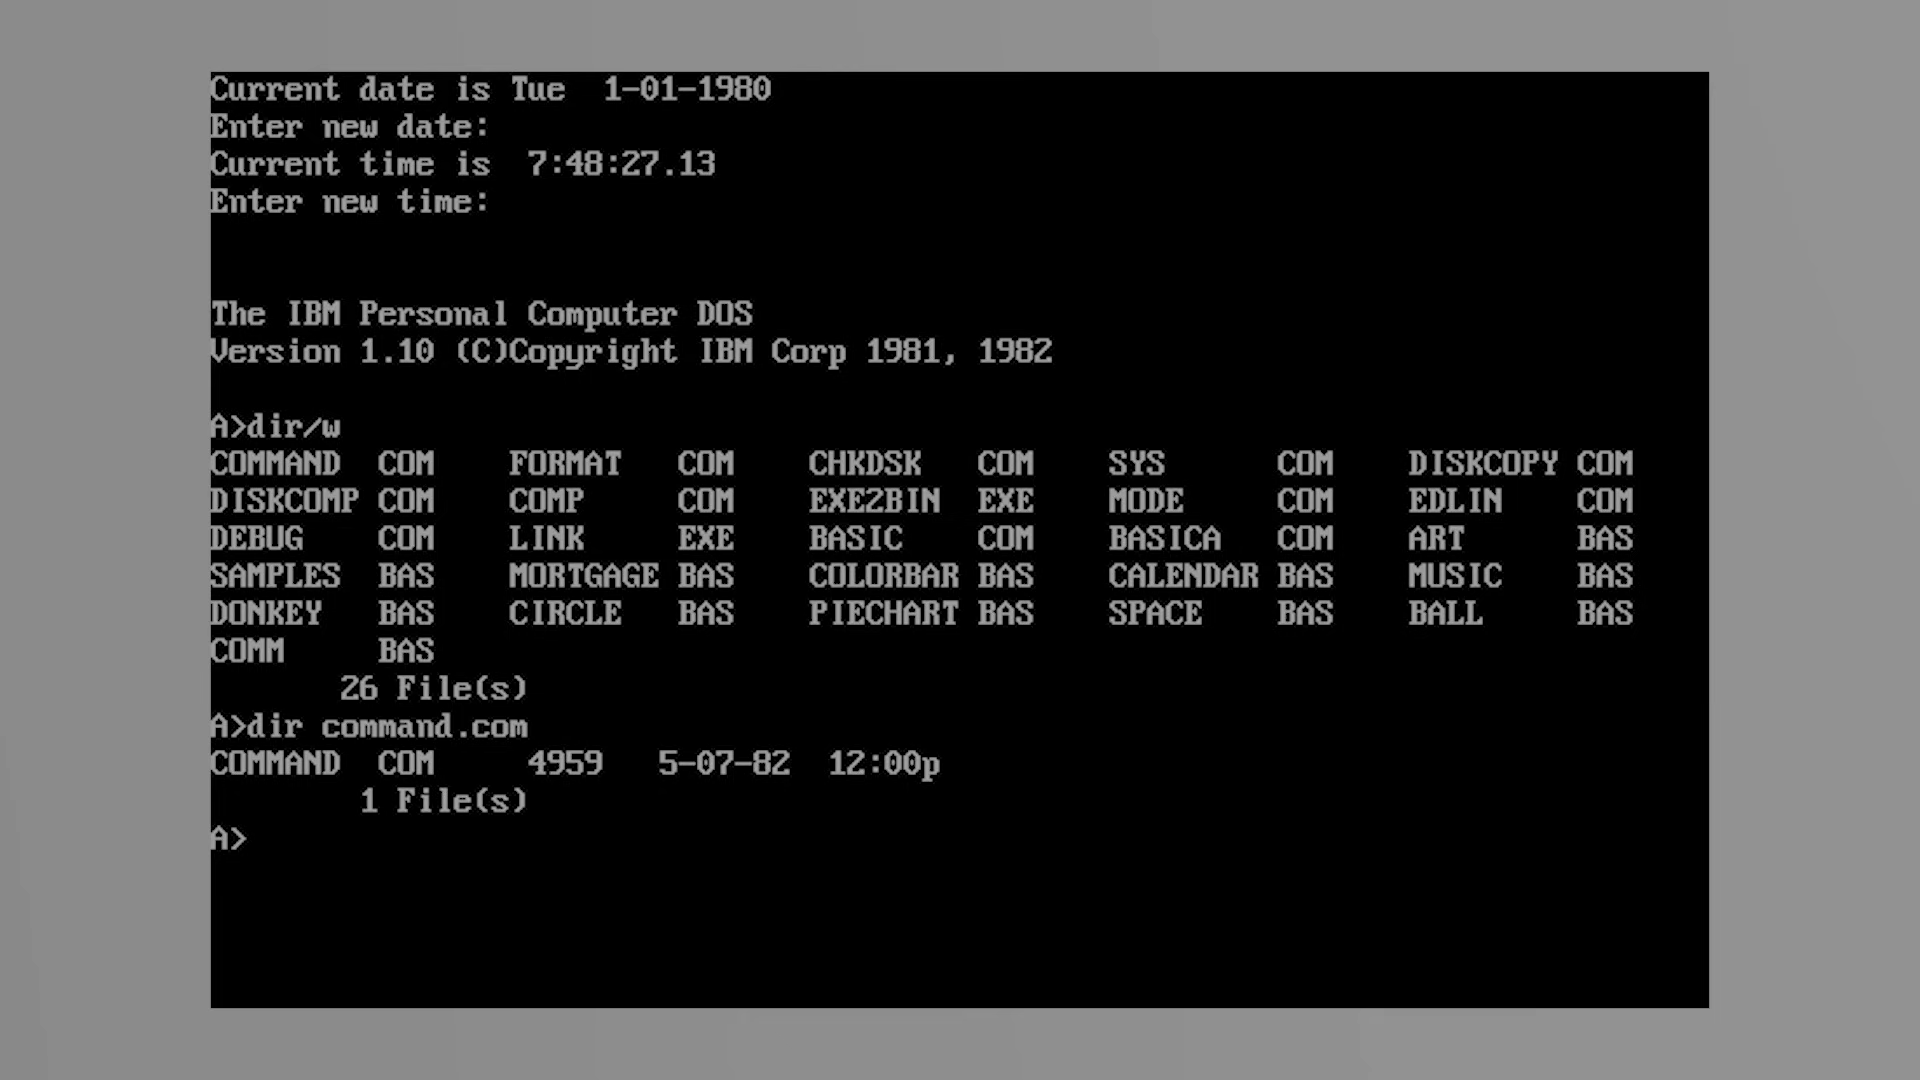 Current date is Tue  1-01-1980
Enter new date:
Current time is  7:48:27.13
Enter new time:
The IBM Personal Computer DOS
Version 1.10 (C)Copyright IBM Corp 1981, 1982
A>dir/w
COMMAND  COM    FORMAT   COM    CHKDSK   COM    SYS      COM    DISKCOPY COM
DISKCOMP COM    COMP     COM    EXE2BIN  EXE    MODE     COM    EDLIN    COM
DEBUG    COM    LINK     EXE    BASIC    COM    BASICA   COM    ART      BAS
SAMPLES  BAS    MORTGAGE BAS    COLORBAR BAS    CALENDAR BAS    MUSIC    BAS
DONKEY   BAS    CIRCLE   BAS    PIECHART BAS    SPACE    BAS    BALL     BAS
COMM     BAS
       26 File(s)
A>dir command.com
COMMAND  COM     4959   5-07-82  12:00p
        1 File(s)
A>